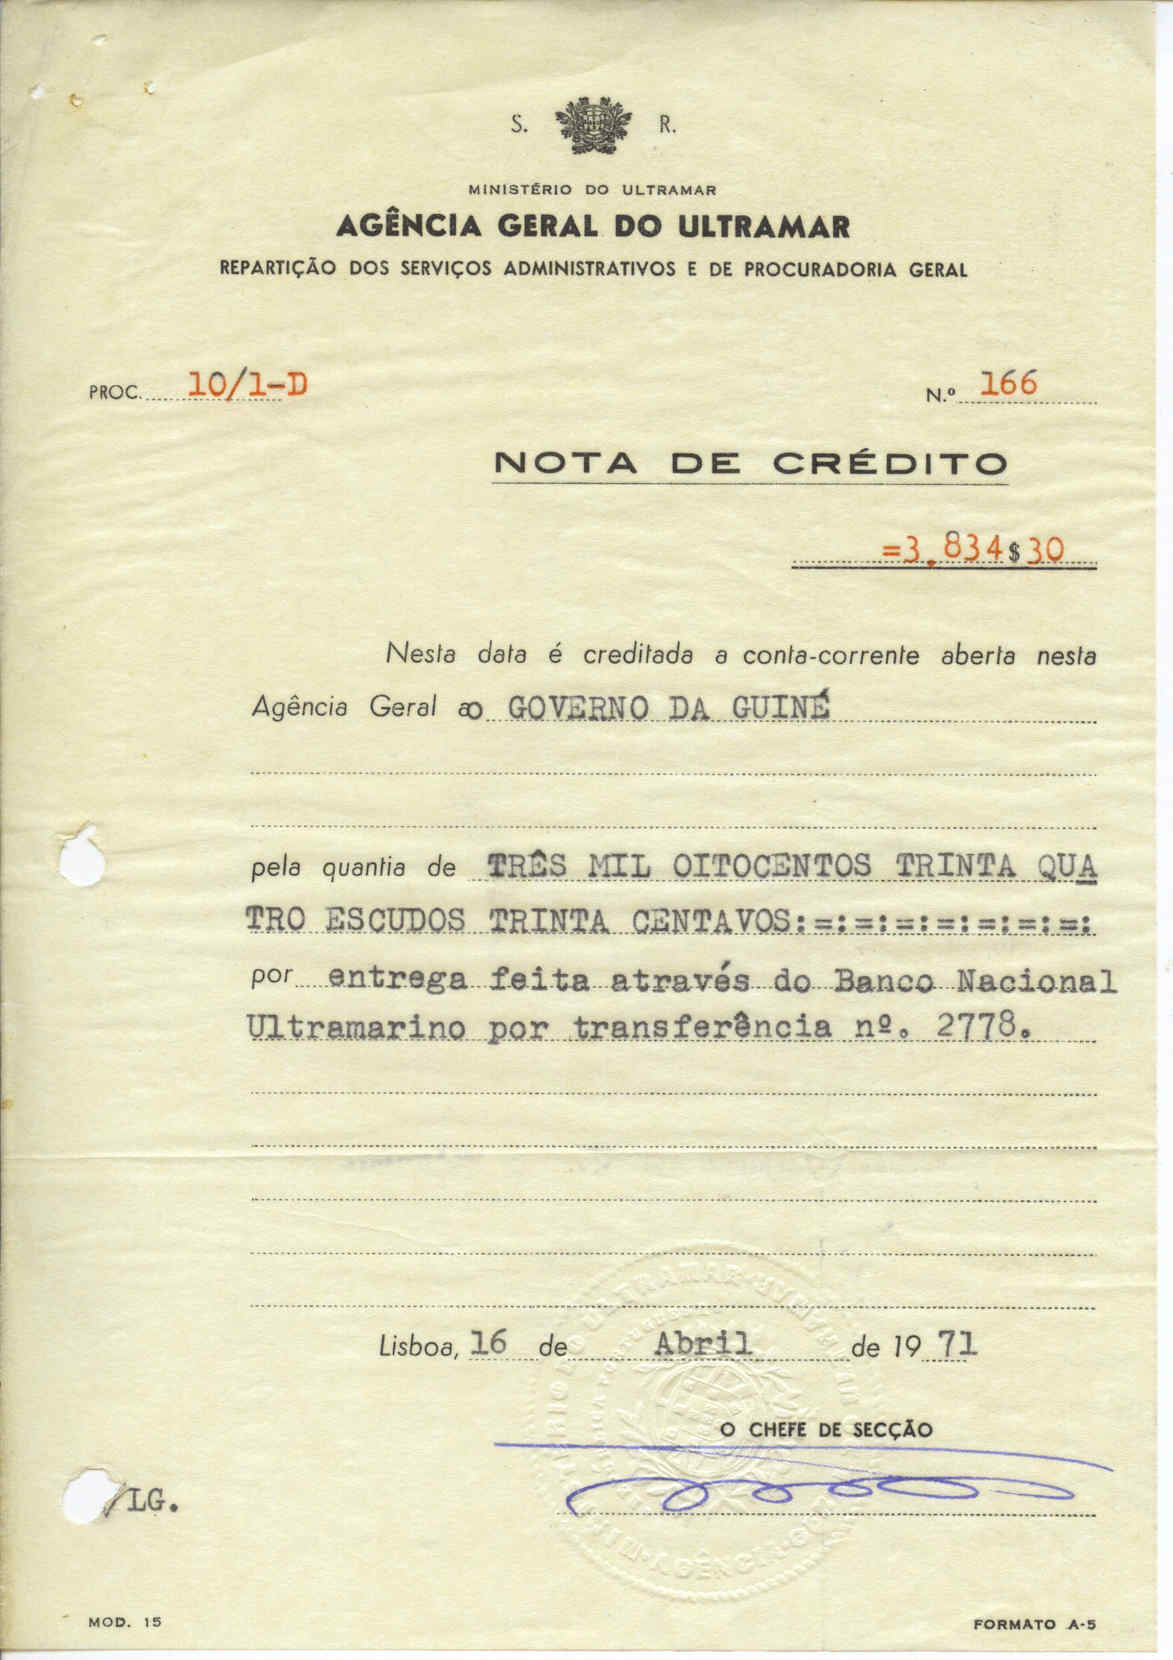 S. R.
MINISTÉRIO DO ULTRAMAR
AGÊNCIA GERAL DO ULTRAMAR
REPARTIÇÃO DOS SERVIÇOS ADMINISTRATIVOS E DE PROCURADORIA GERAL
PROC. 10/1-D N.º 166
NOTA DE CRÉDITO
=3.834$30
Nesta data é creditada a conta-corrente aberta nesta
Agência Geral ao GOVERNO DA GUINÉ
pela quantia de TRÊS MIL OITOCENTOS TRINTA QUA
TRO ESCUDOS TRINTA CENTAVOS:=:=:=:=:=:=:=:
por entrega feita através do Banco Nacional
Ultramarino por transferência nº. 2778.
Lisboa, 16 de Abril de 1971
O CHEFE DE SECÇÃO
/LG.
MOD. 15 FORMATO A-5